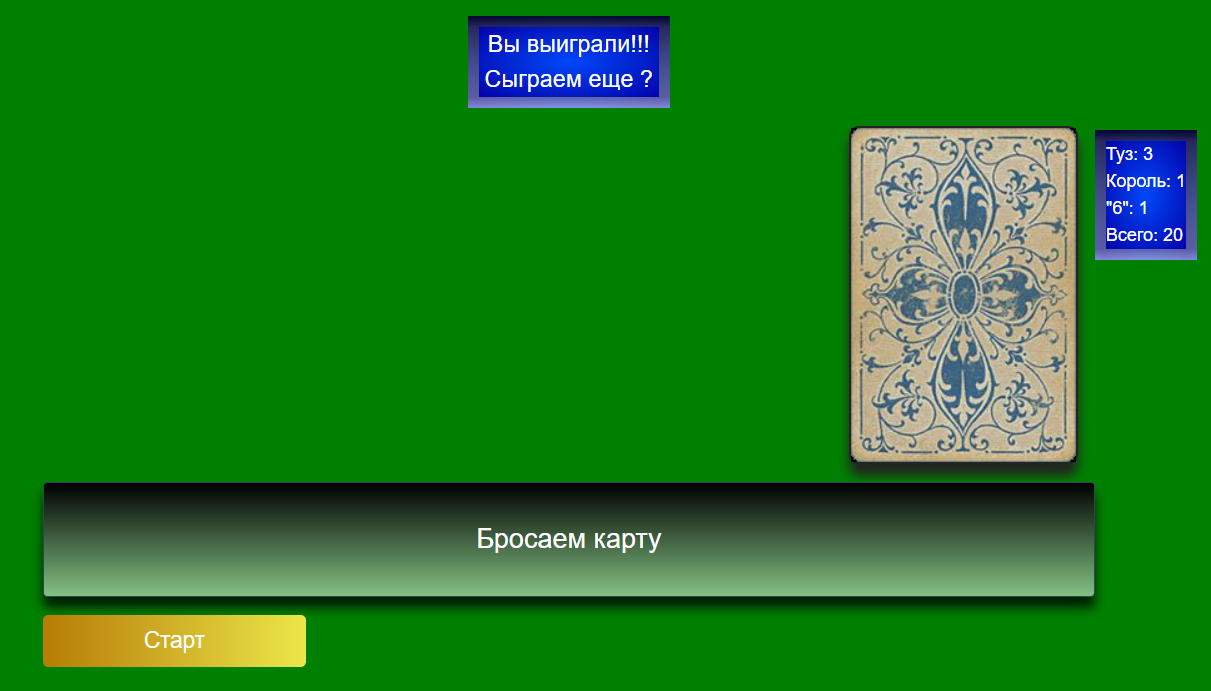 Вы выиграли!!!
Сыграем еще ?
Туз: 3
Король: 1
"6": 1
Всего: 20
Бросаем карту
Старт